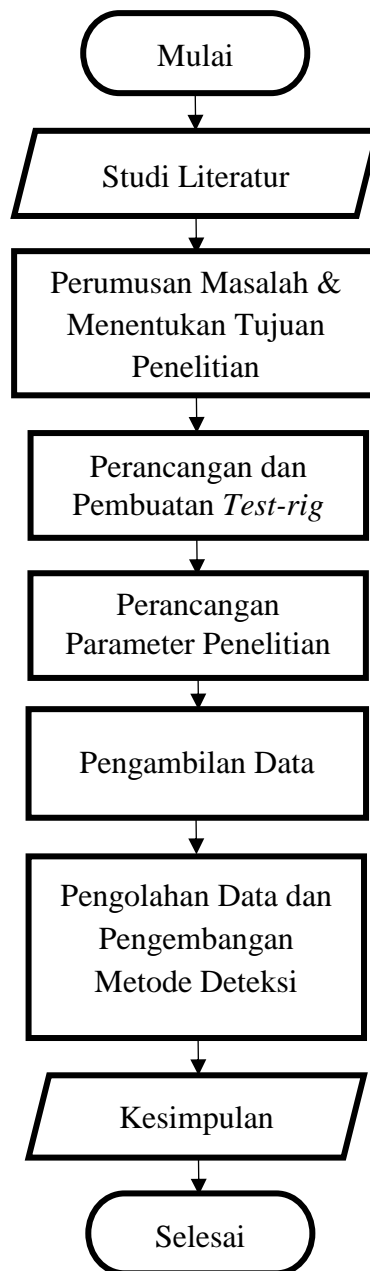 Mulai
Studi Literatur
Perumusan Masalah &
Menentukan Tujuan
Penelitian
Perancangan dan
Pembuatan Test-rig
Perancangan
Parameter Penelitian
Pengambilan Data
Pengolahan Data dan
Pengembangan
Metode Deteksi
Kesimpulan
Selesai